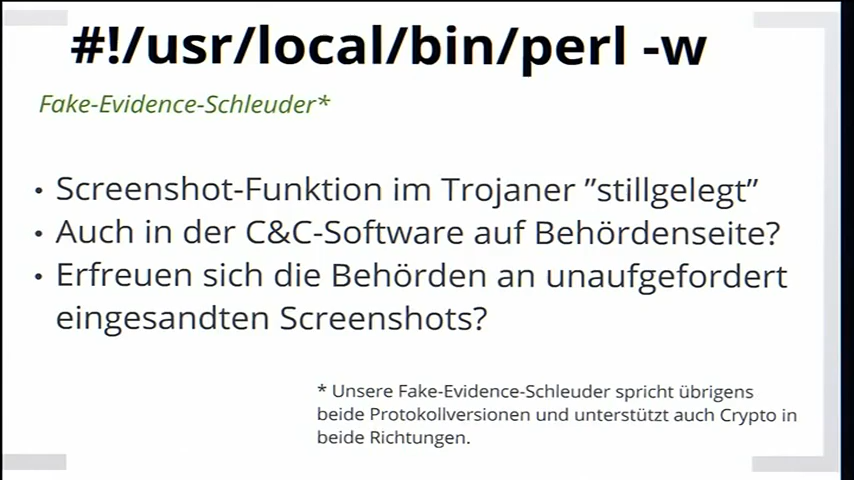 #!/usr/local/bin/perl -w
Fake-Evidence-Schleuder*
• Screenshot-Funktion im Trojaner ”stillgelegt”
• Auch in der C&C-Software auf Behördenseite?
• Erfreuen sich die Behörden an unaufgefordert
eingesandten Screenshots?
* Unsere Fake-Evidence-Schleuder spricht übrigens
beide Protokollversionen und unterstützt auch Crypto in
beide Richtungen.